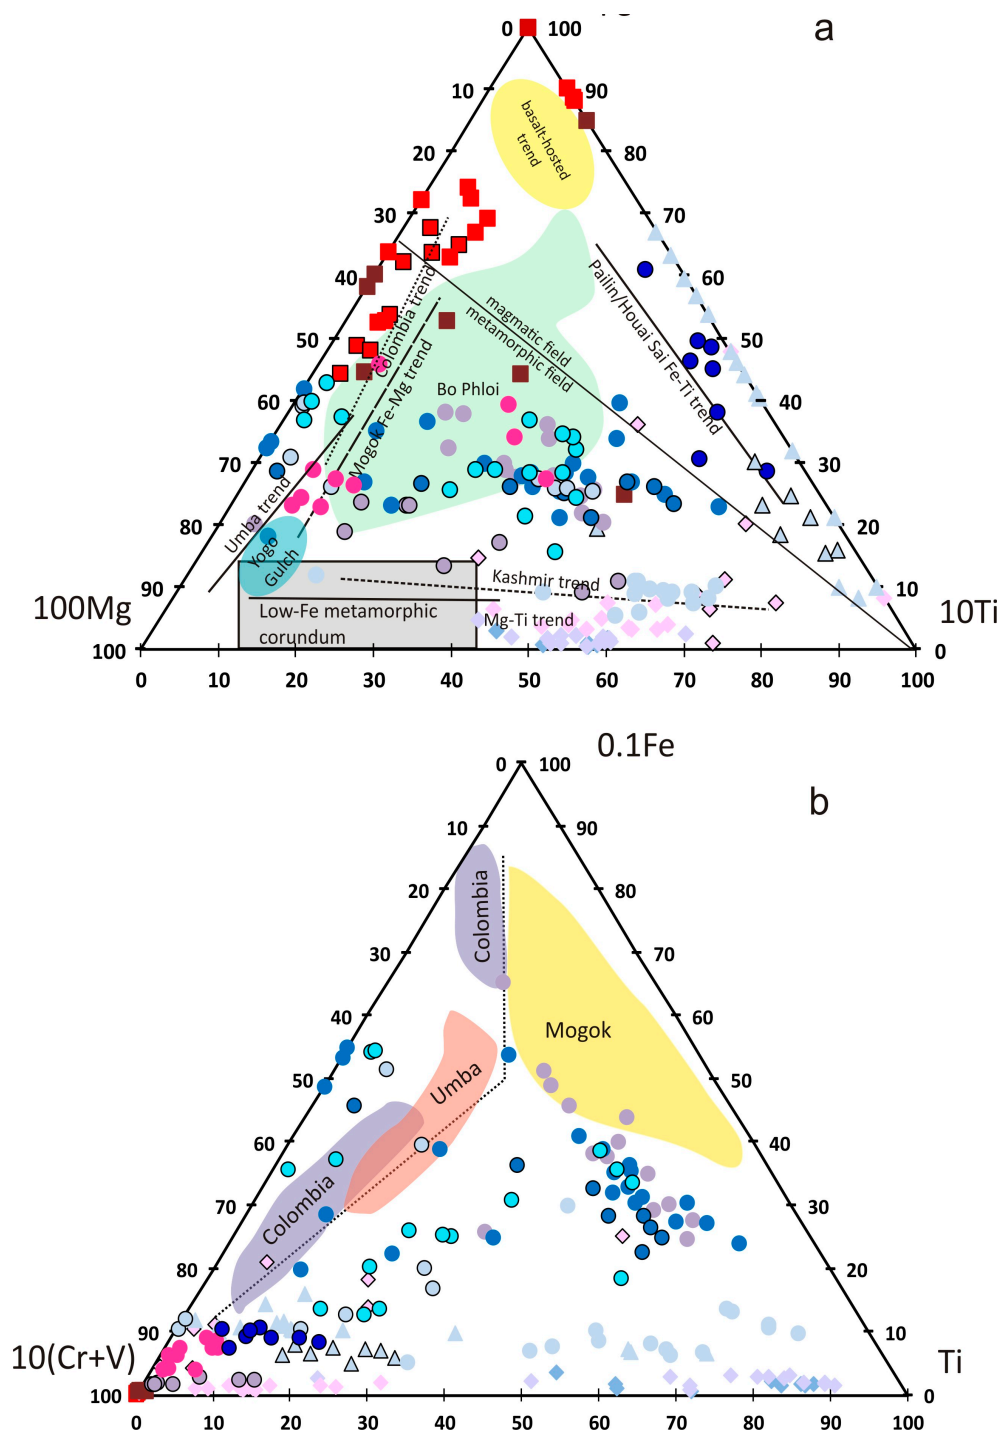 a
0 100
10 90
basalt-hosted
trend
20 80
30 70
40 60
Colombia trend
magmatic field
metamorphic field
Pailin/Houai Sai Fe-Ti trend
50 50
Mogok Fe-Mg trend
Bo Phloi
60 40
70 30
Umba trend
80 20
Yogo
Gulch
90 10
Kashmir trend
100Mg 10Ti
Low-Fe metamorphic
corundum
Mg-Ti trend
100 0
0 10 20 30 40 50 60 70 80 90 100
0.1Fe
b
0 100
10 90
20 80
Colombia
30 70
40 60
Mogok
50 50
Umba
60 40
70 30
Colombia
80 20
90 10
10(Cr+V) Ti
100 0
0 10 20 30 40 50 60 70 80 90 100